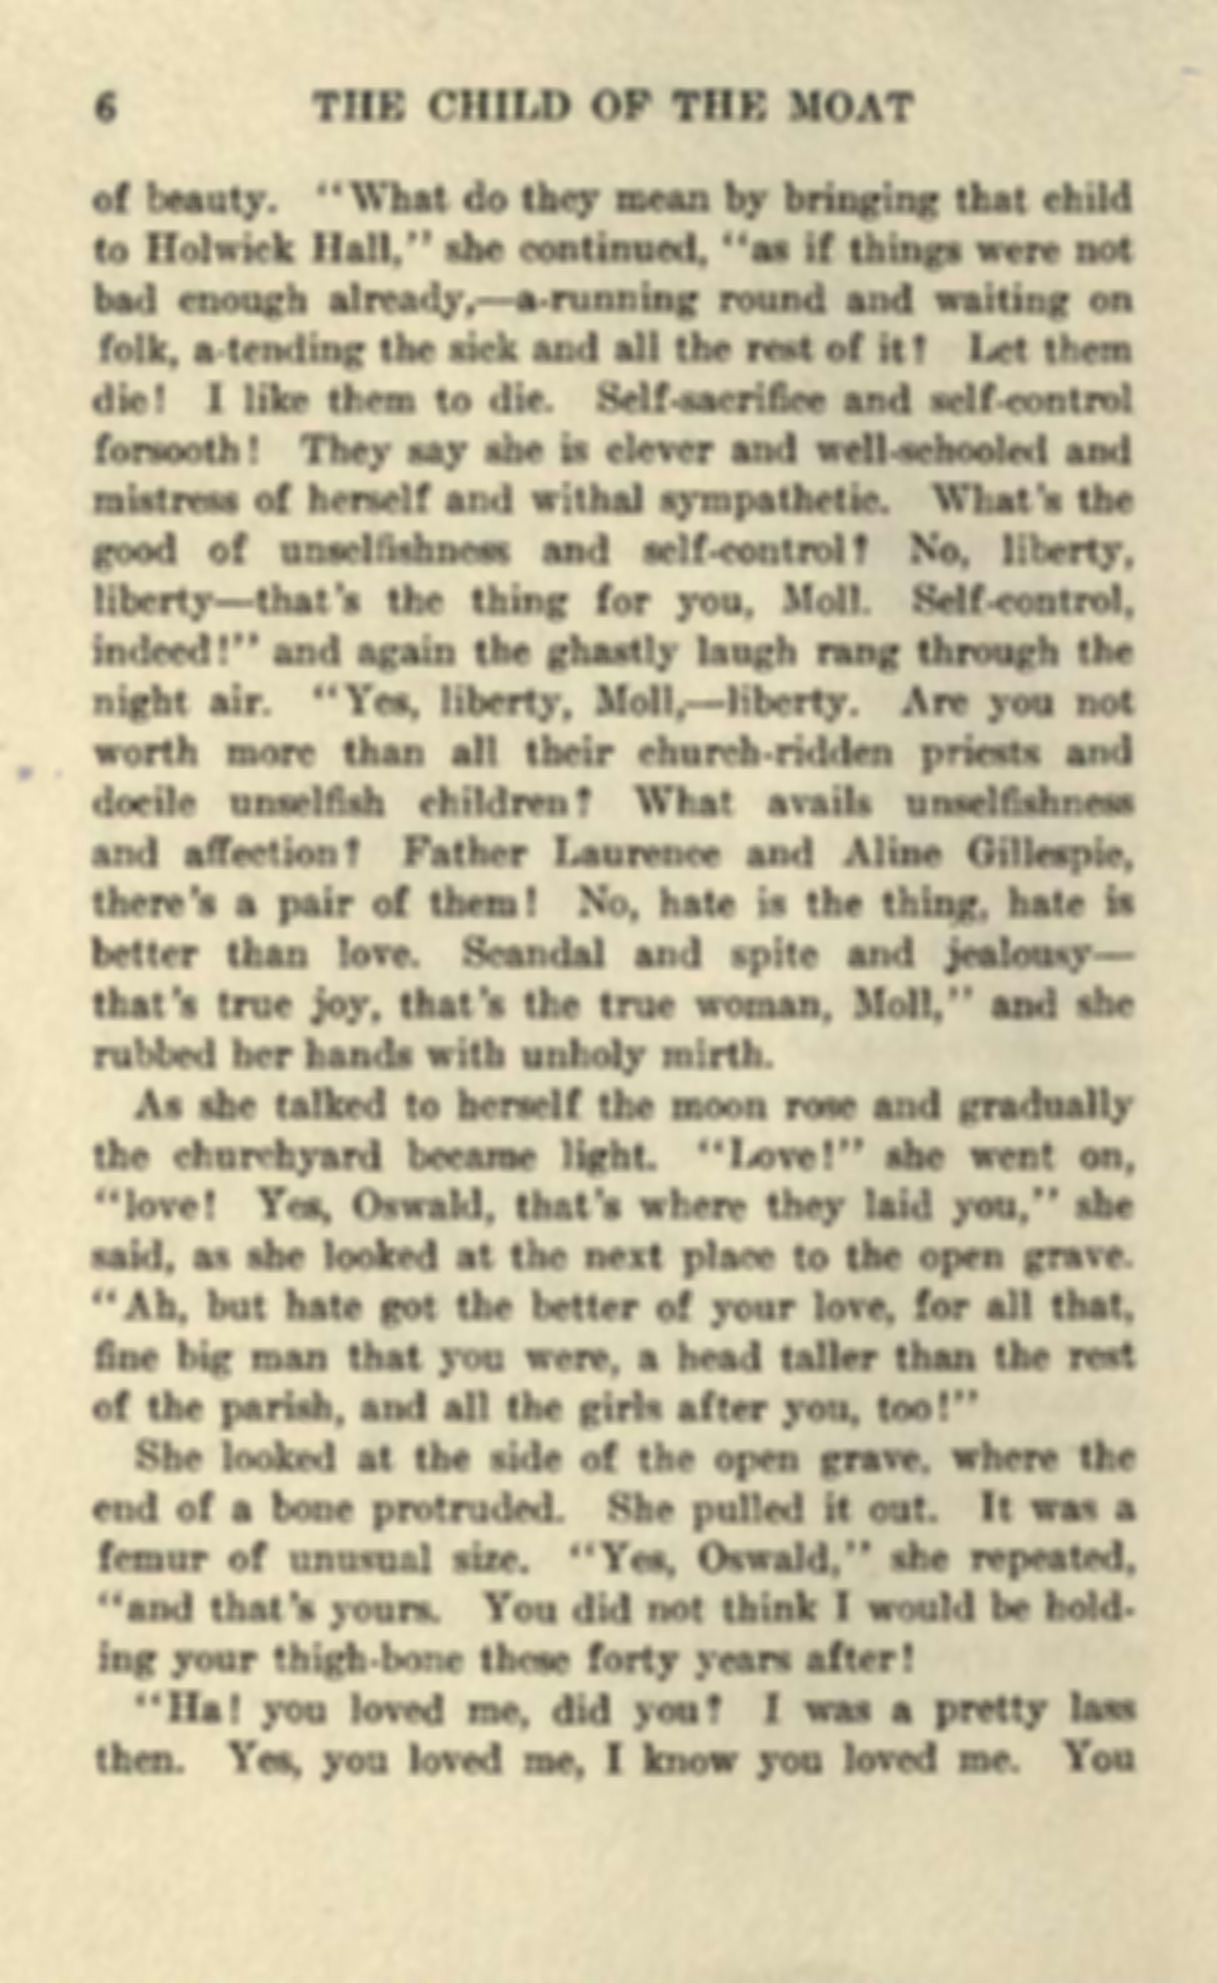 6 THE CHILD OF THE MOAT
of beauty. "What do they mean by bringing that child
to Holwick Hall," she continued, "as if things were not
bad enough already,—a-running round and waiting on
folk, a-tending the sick and all the rest of it? Let them
die! I like them to die. Self-sacrifice and self-control
forsooth! They say she is clever and well-schooled and
mistress of herself and withal sympathetic. What's the
good of unselfishness and self-control? No, liberty,
liberty—that's the thing for you, Moll. Self-control,
indeed!" and again the ghastly laugh rang through the
night air. "Yes, liberty, Moll,—liberty. Are you not
worth more than all their church-ridden priests and
docile unselfish children? What avails unselfishness
and affection? Father Laurence and Aline Gillespie,
there's a pair of them! No, hate is the thing, hate is
better than love. Scandal and spite and jealousy—
that's true joy, that's the true woman, Moll," and she
rubbed her hands with unholy mirth.
As she talked to herself the moon rose and gradually
the churchyard became light. "Love!" she went on,
"love! Yes, Oswald, that's where they laid you," she
said, as she looked at the next place to the open grave.
"Ah, but hate got the better of your love, for all that,
fine big man that you were, a head taller than the rest
of the parish, and all the girls after you, too!"
She looked at the side of the open grave, where the
end of a bone protruded. She pulled it out. It was a
femur of unusual size. "Yes, Oswald," she repeated,
"and that's yours. You did not think I would be hold-
ing your thigh-bone these forty years after!
"Ha! you loved me, did you? I was a pretty lass
then. Yes, you loved me, I know you loved me. You